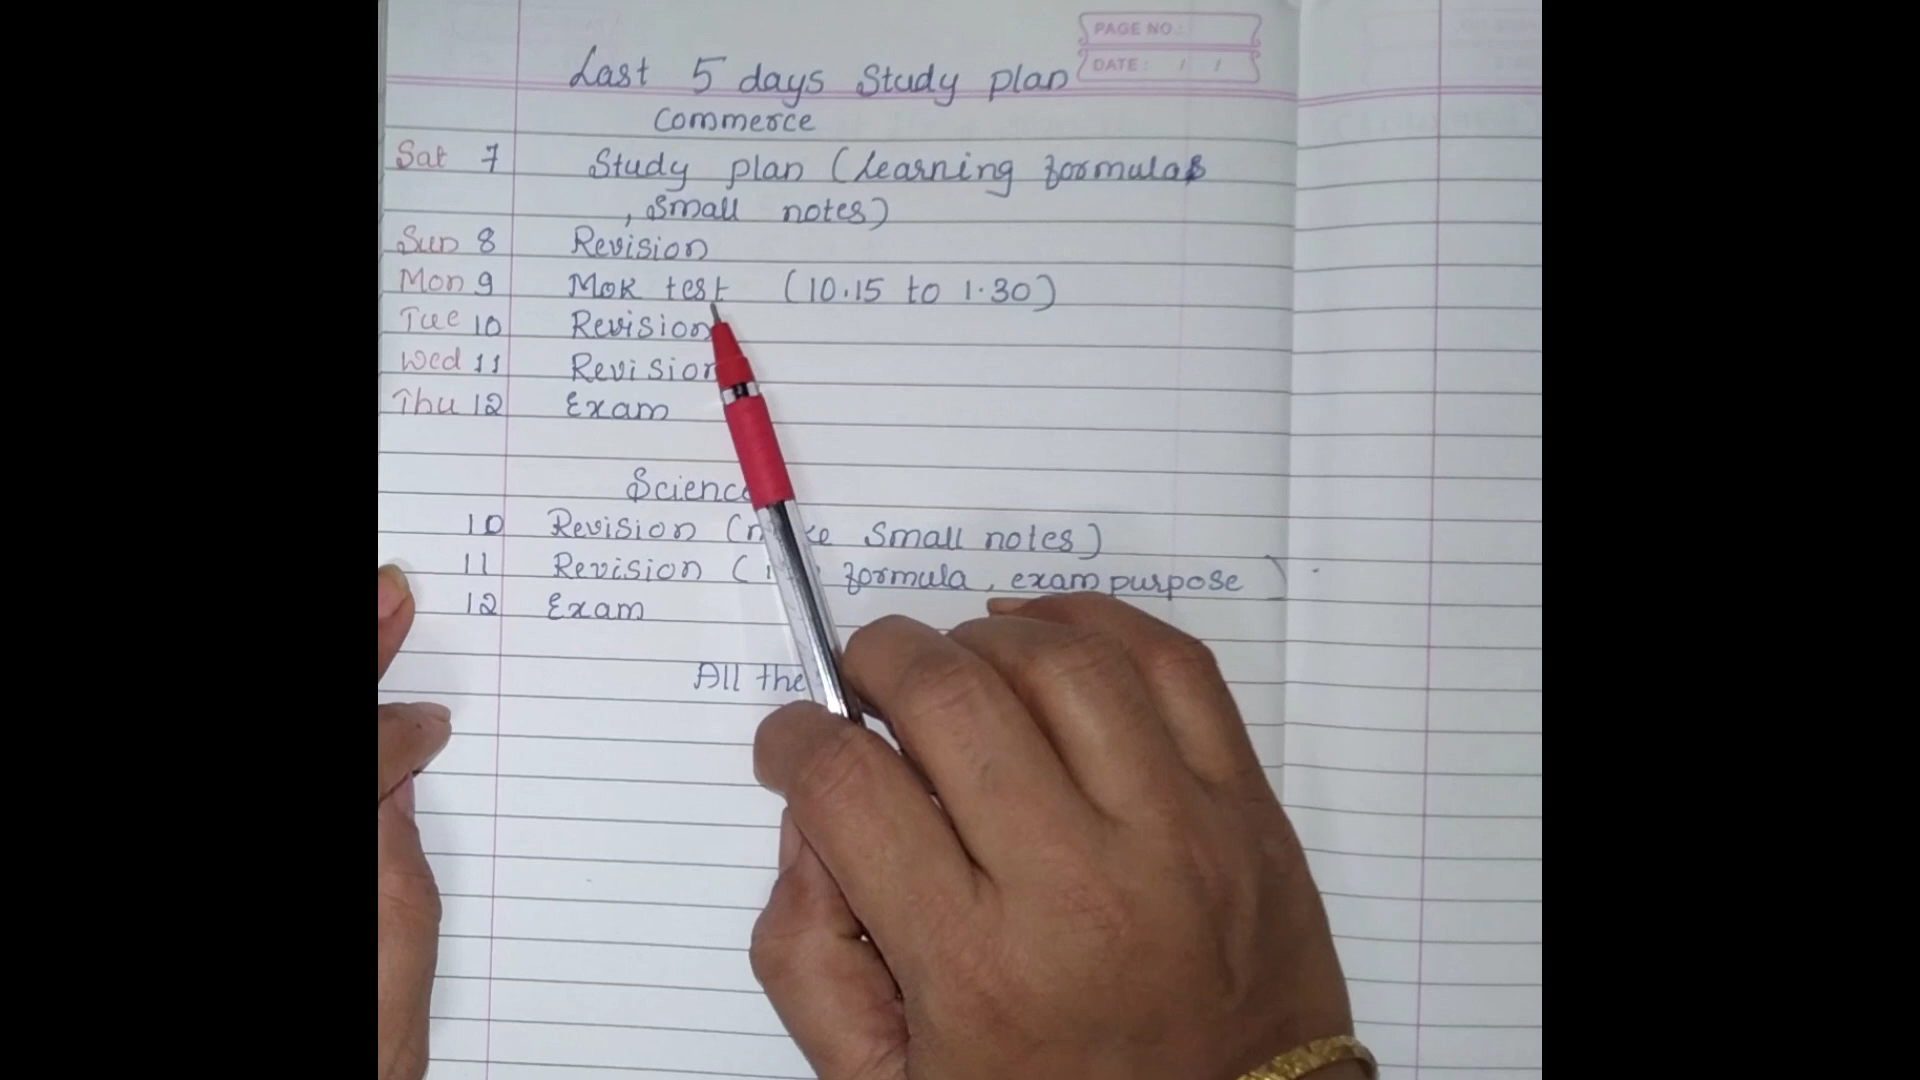 PAGE NO.:
DATE: / /
Last 5 days Study plan
Commerce
Sat 7 Study plan (learning formulas
, small notes)
Sun 8 Revision
Mon 9 Mok test (10.15 to 1.30)
Tue 10 Revision
Wed 11 Revision
Thu 12 Exam
Science
10 Revision ( small notes)
11 Revision ( formula, exam purpose )
12 Exam
All the